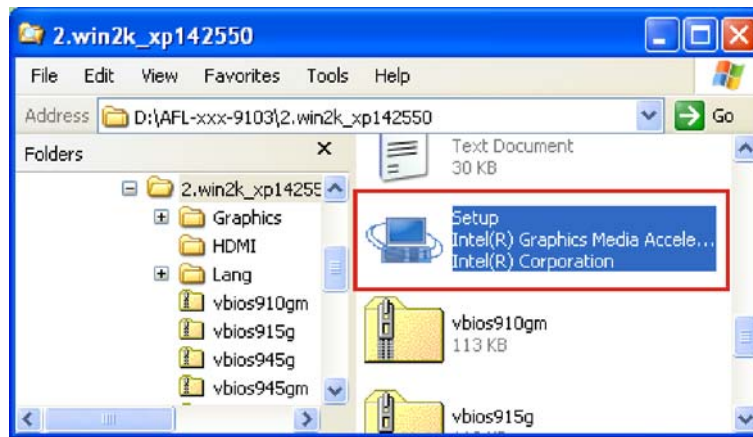 2.win2k_xp142550
File Edit View Favorites Tools Help
Address D:\AFL-xxx-9103\2.win2k_xp142550 Go
Folders
2.win2k_xp14255
Graphics
HDMI
Lang
vbios910gm
vbios915g
vbios945g
vbios945gm
Text Document
30 KB
Setup
Intel(R) Graphics Media Accele...
Intel(R) Corporation
vbios910gm
113 KB
vbios915g